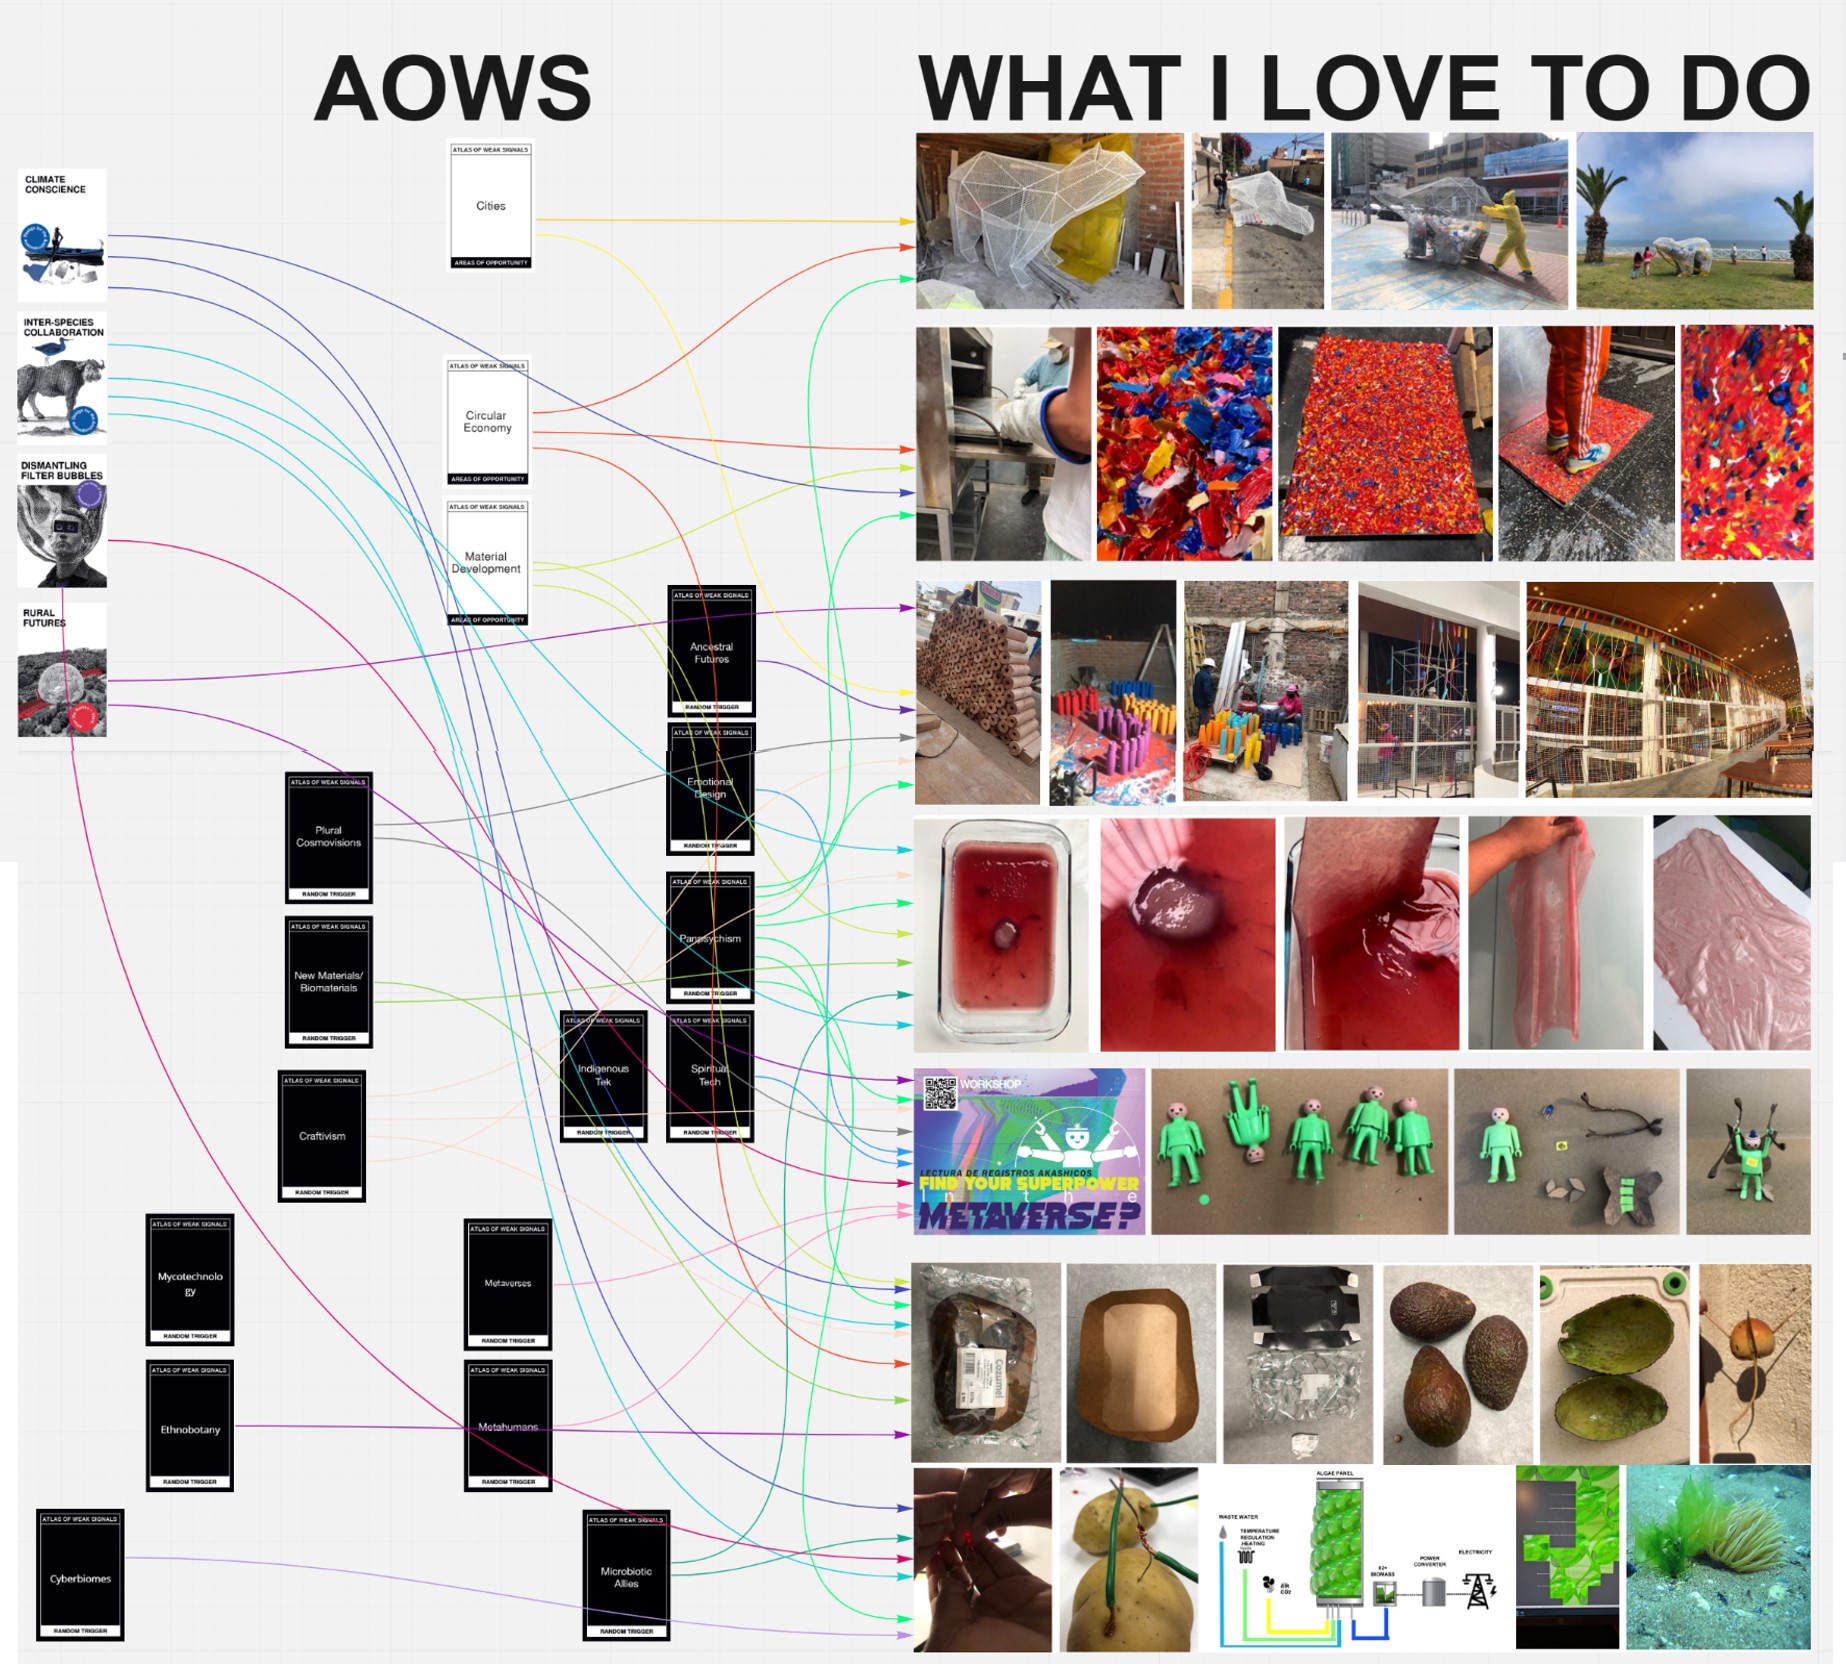 AOWS
WHAT I LOVE TO DO
CLIMATE
CONSCIENCE
INTER-SPECIES
COLLABORATION
DISMANTLING
FILTER BUBBLES
RURAL
FUTURES
ATLAS OF WEAK SIGNALS
Cities
AREAS OF OPPORTUNITY
ATLAS OF WEAK SIGNALS
Circular
Economy
AREAS OF OPPORTUNITY
ATLAS OF WEAK SIGNALS
Material
Development
AREAS OF OPPORTUNITY
ATLAS OF WEAK SIGNALS
Ancestral
Futures
RANDOM TRIGGER
ATLAS OF WEAK SIGNALS
Emotional
Design
RANDOM TRIGGER
ATLAS OF WEAK SIGNALS
Plural
Cosmovisions
RANDOM TRIGGER
ATLAS OF WEAK SIGNALS
Panpsychism
RANDOM TRIGGER
ATLAS OF WEAK SIGNALS
New Materials/
Biomaterials
RANDOM TRIGGER
ATLAS OF WEAK SIGNALS
Indigenous
Tek
RANDOM TRIGGER
ATLAS OF WEAK SIGNALS
Spiritual
Tech
RANDOM TRIGGER
ATLAS OF WEAK SIGNALS
Craftivism
RANDOM TRIGGER
ATLAS OF WEAK SIGNALS
Mycotechnolo
gy
RANDOM TRIGGER
ATLAS OF WEAK SIGNALS
Metaverses
RANDOM TRIGGER
ATLAS OF WEAK SIGNALS
Ethnobotany
RANDOM TRIGGER
ATLAS OF WEAK SIGNALS
Metahumans
RANDOM TRIGGER
ATLAS OF WEAK SIGNALS
Cyberbiomes
RANDOM TRIGGER
ATLAS OF WEAK SIGNALS
Microbiotic
Allies
RANDOM TRIGGER
WORKSHOP
LECTURA DE REGISTROS AKASHICOS
FIND YOUR SUPERPOWER
In the
METAVERSE?
Cozumel
ALGAE PANEL
WASTE WATER
TEMPERATURE
REGULATION
HEATING
AIR
CO2
BIOMASS
POWER
CONVERTER
ELECTRICITY